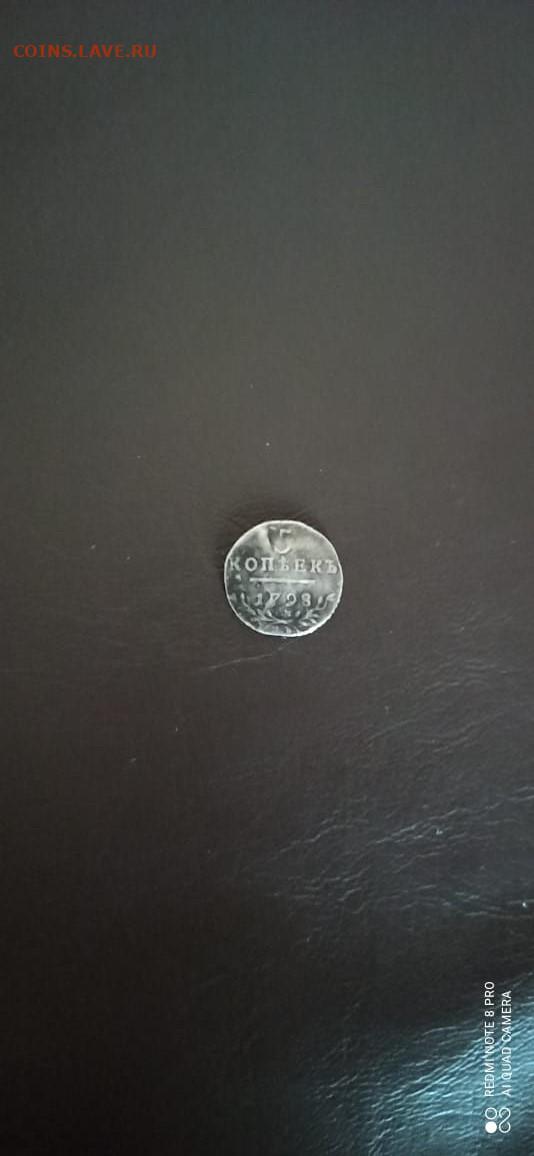 COINS.LAVE.RU
5
КОПѢЕКЪ
1798
REDMI NOTE 8 PRO
AI QUAD CAMERA